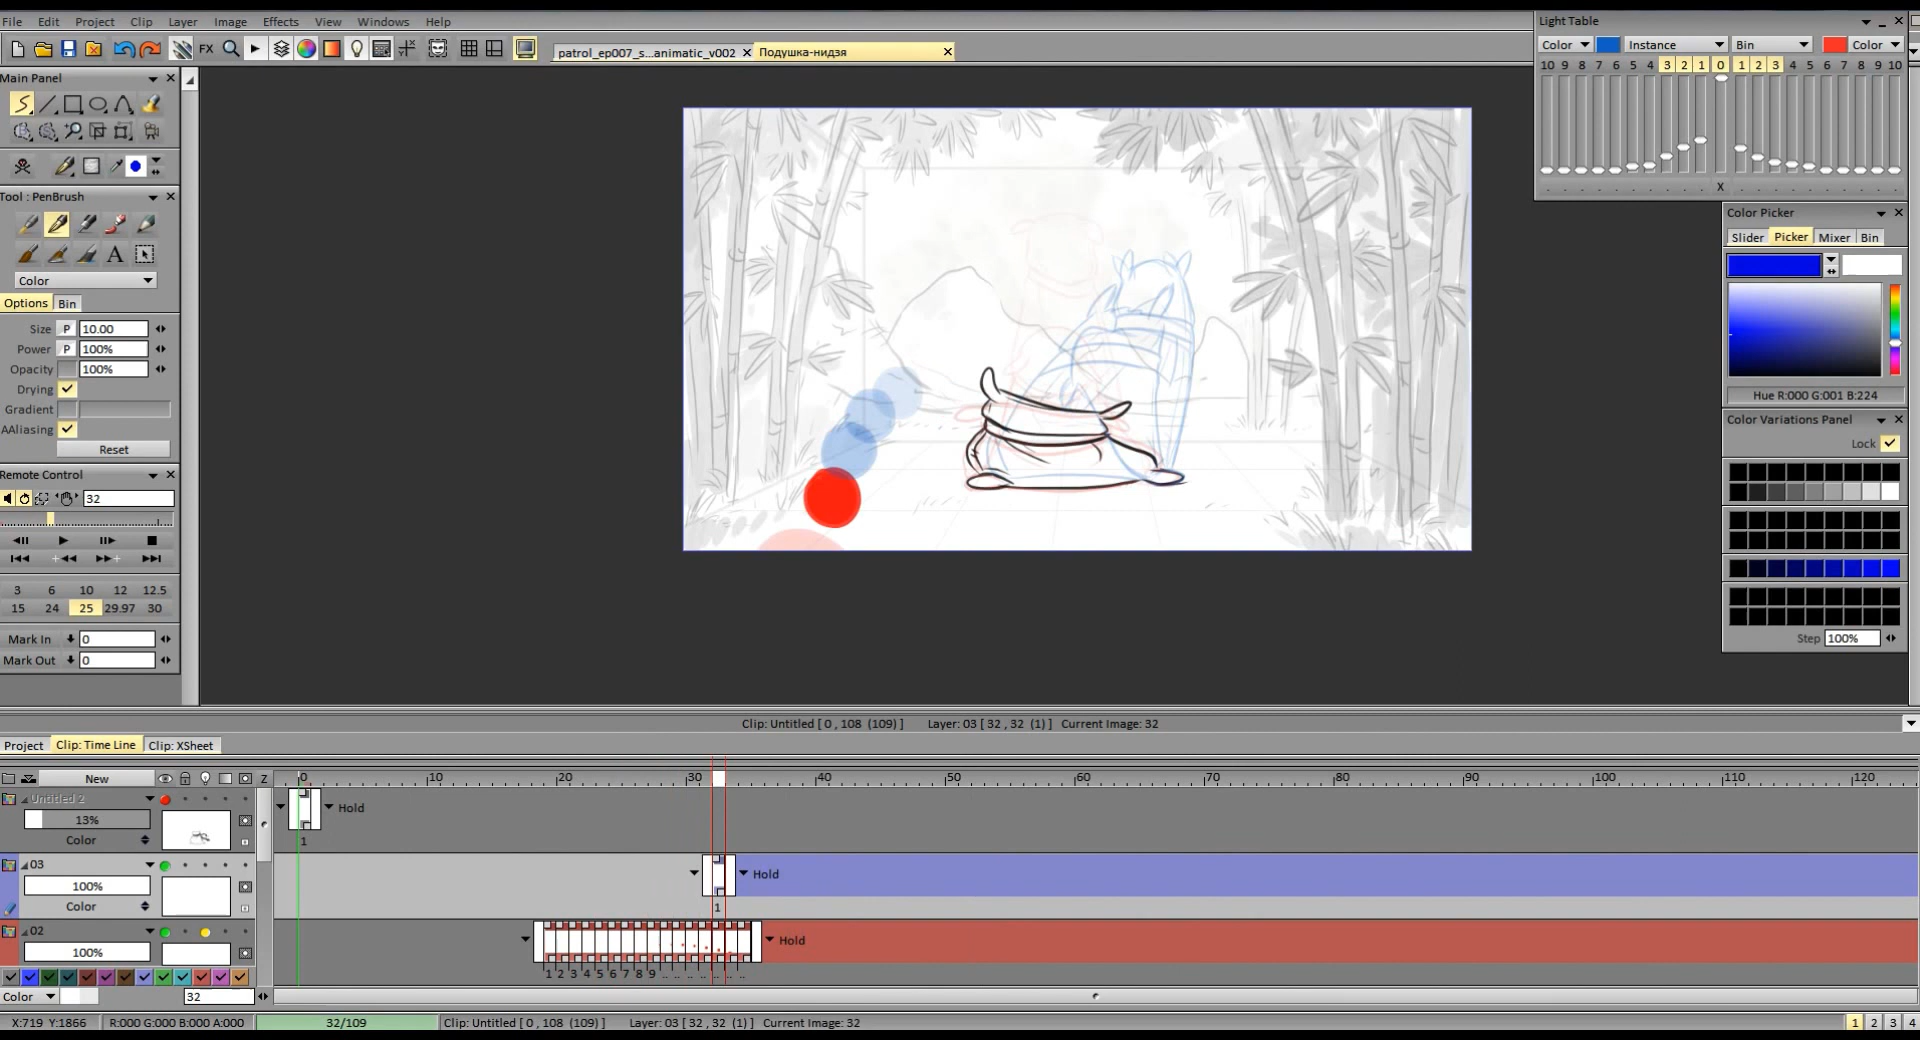 File Edit Project Clip Layer Image Effects View Windows Help
FX
patrol_ep007_s...animatic_v002
Подушка-нидзя
Light Table
Color Instance Bin Color
10 9 8 7 6 5 4 3 2 1 0 1 2 3 4 5 6 7 8 9 10
X
Main Panel
Tool : PenBrush
A
Color
Options Bin
Size P 10.00
Power P 100%
Opacity 100%
Drying
Gradient
AAliasing
Reset
Remote Control
32
3 6 10 12 12.5
15 24 25 29.97 30
Mark In 0
Mark Out 0
Color Picker
Slider Picker Mixer Bin
Hue R:000 G:001 B:224
Color Variations Panel
Lock
Step 100%
Clip: Untitled [ 0 , 108 (109) ] Layer: 03 [ 32 , 32 (1) ] Current Image: 32
Project Clip: Time Line Clip: XSheet
New Z 0 10 20 30 40 50 60 70 80 90 100 110 120
Untitled 2
13%
Color
Hold
1
03
100%
Color
Hold
1
02
100%
Hold
1 2 3 4 5 6 7 8 9 .. .. .. .. .. .. ..
Color 32
X:719 Y:1866 R:000 G:000 B:000 A:000 32/109 Clip: Untitled [ 0 , 108 (109) ] Layer: 03 [ 32 , 32 (1) ] Current Image: 32 1 2 3 4